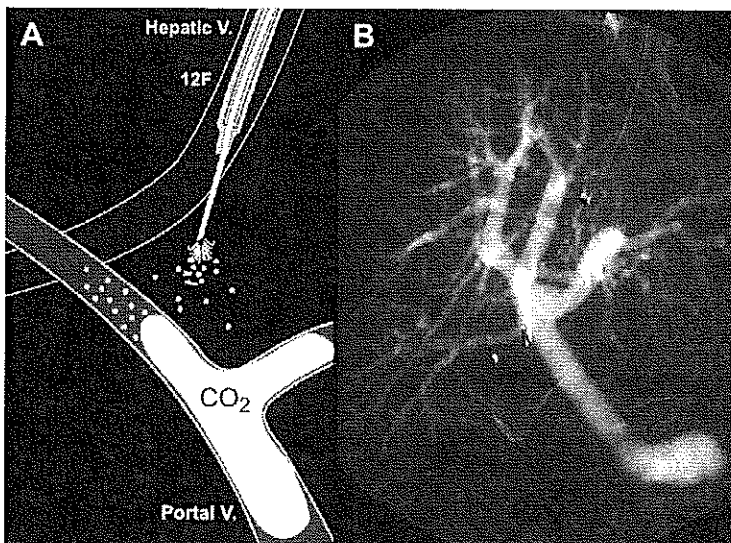 A
Hepatic V.
12F
CO₂
Portal V.
B